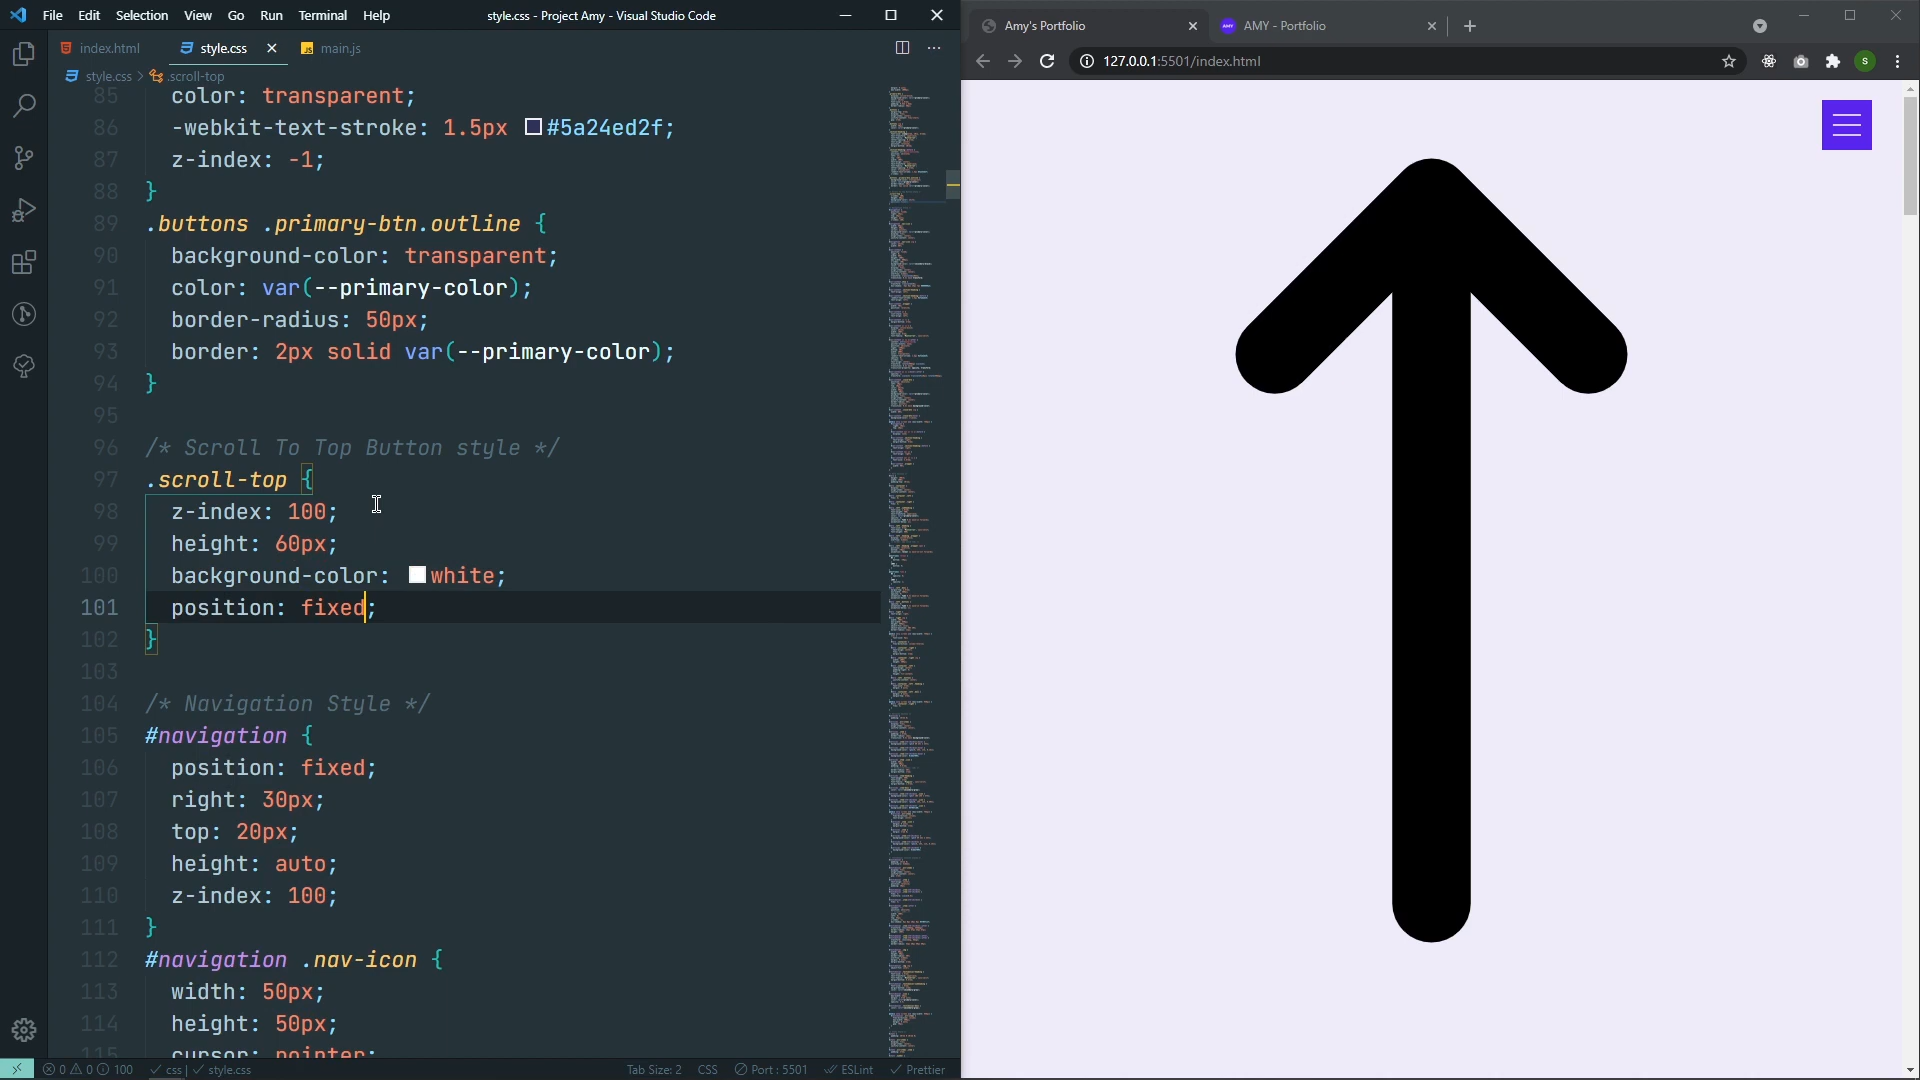 File Edit Selection View Go Run Terminal Help style.css - Project Amy - Visual Studio Code
index.html style.css main.js
style.css > .scroll-top
85 color: transparent;
86 -webkit-text-stroke: 1.5px #5a24ed2f;
87 z-index: -1;
88 }
89 .buttons .primary-btn.outline {
90 background-color: transparent;
91 color: var(--primary-color);
92 border-radius: 50px;
93 border: 2px solid var(--primary-color);
94 }
95
96 /* Scroll To Top Button style */
97 .scroll-top {
98 z-index: 100;
99 height: 60px;
100 background-color: white;
101 position: fixed;
102 }
103
104 /* Navigation Style */
105 #navigation {
106 position: fixed;
107 right: 30px;
108 top: 20px;
109 height: auto;
110 z-index: 100;
111 }
112 #navigation .nav-icon {
113 width: 50px;
114 height: 50px;
115 cursor: pointer;
0 0 100 css | style.css Tab Size: 2 CSS Port : 5501 ESLint Prettier
Amy's Portfolio AMY AMY - Portfolio
127.0.0.1:5501/index.html S